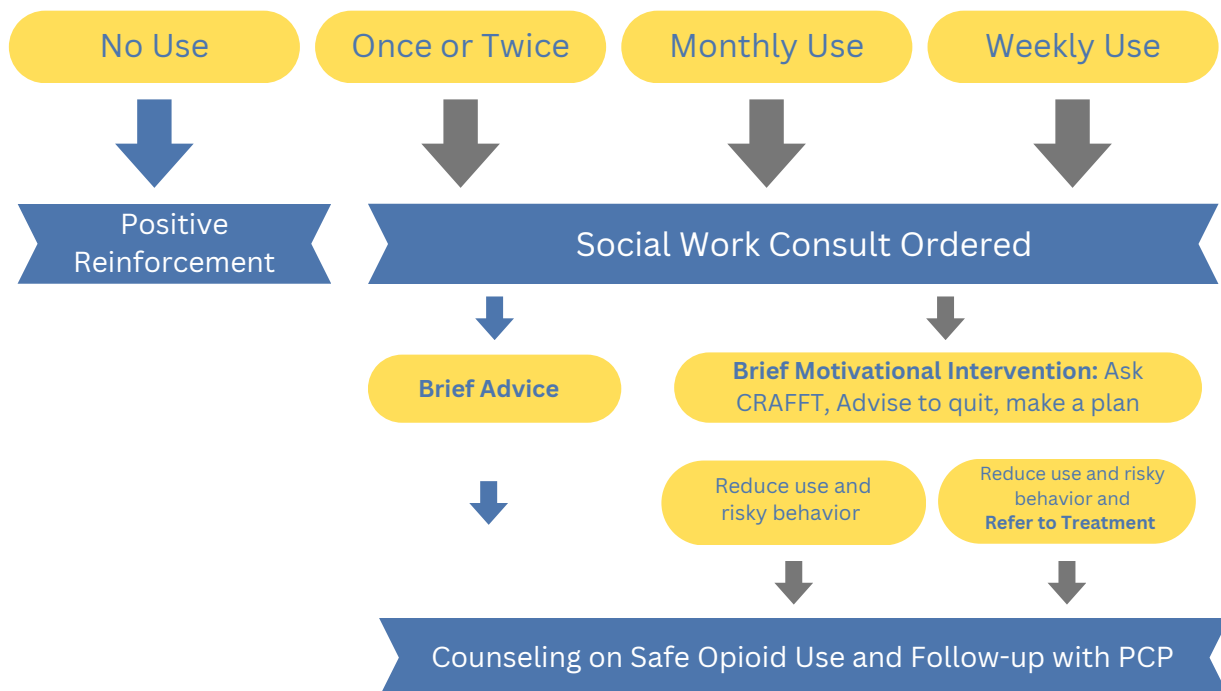 No Use
Once or Twice
Monthly Use
Weekly Use
Positive
Reinforcement
Social Work Consult Ordered
Brief Advice
Brief Motivational Intervention: Ask
CRAFFT, Advise to quit, make a plan
Reduce use and
risky behavior
Reduce use and risky
behavior and
Refer to Treatment
Counseling on Safe Opioid Use and Follow-up with PCP